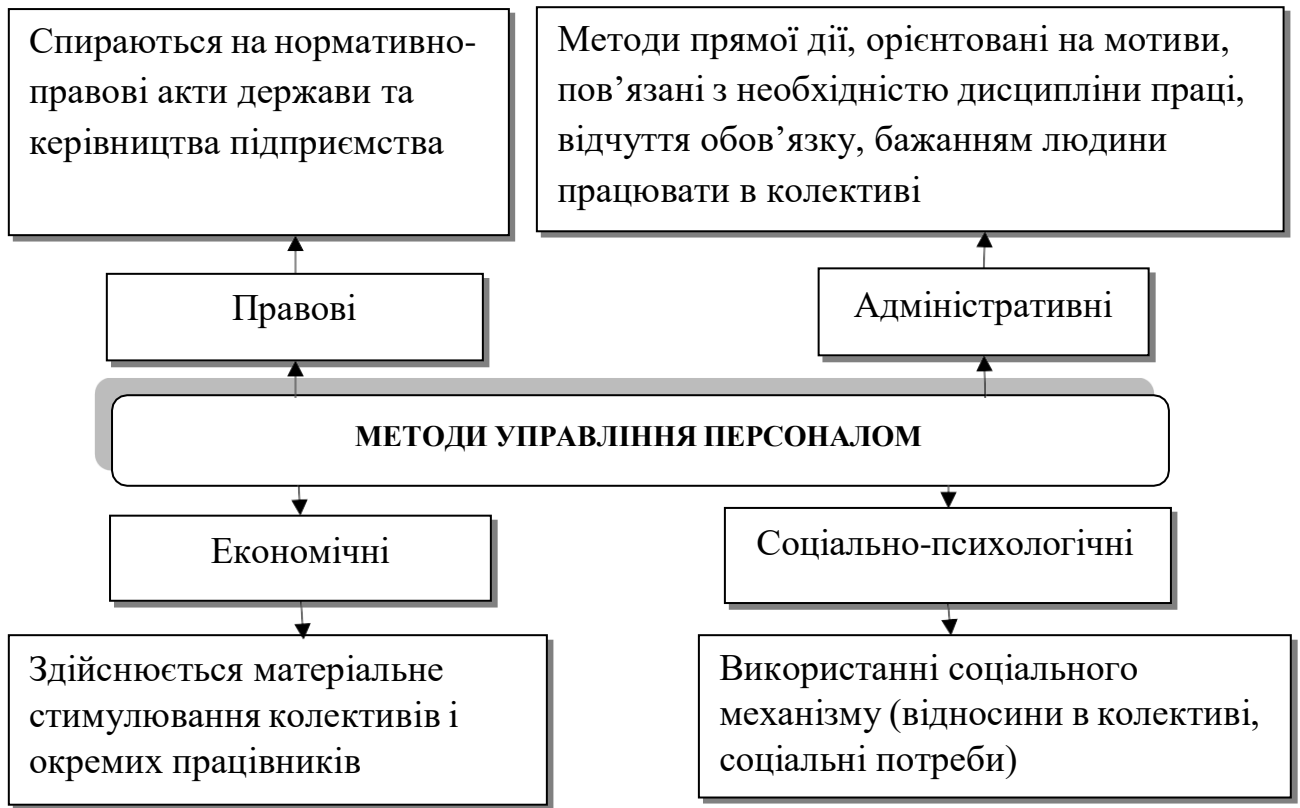 Спираються на нормативно-
правові акти держави та
керівництва підприємства
Методи прямої дії, орієнтовані на мотиви,
пов’язані з необхідністю дисципліни праці,
відчуття обов’язку, бажанням людини
працювати в колективі
Правові
Адміністративні
МЕТОДИ УПРАВЛІННЯ ПЕРСОНАЛОМ
Економічні
Соціально-психологічні
Здійснюється матеріальне
стимулювання колективів і
окремих працівників
Використанні соціального
механізму (відносини в колективі,
соціальні потреби)